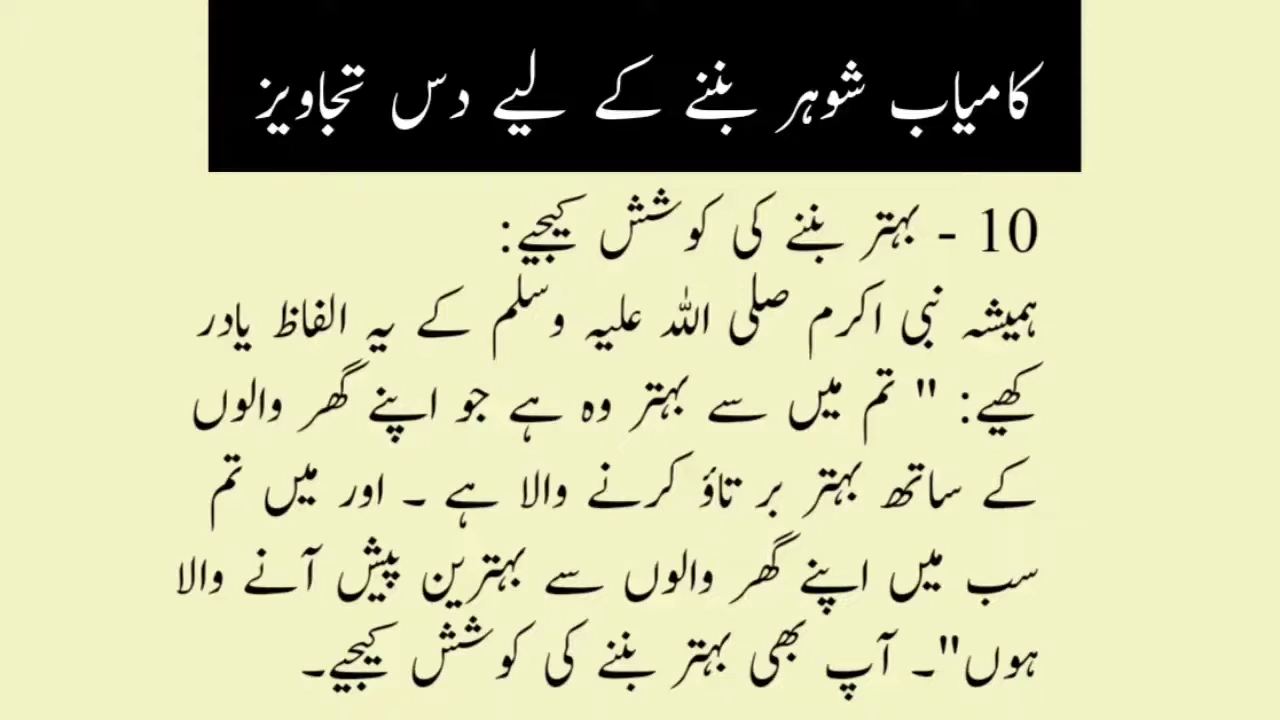 کامیاب شوہر بننے کے لیے دس تجاویز
10 - بہتر بننے کی کوشش کیجیے:
ہمیشہ نبی اکرم صلی اللہ علیہ وسلم کے یہ الفاظ یادر
کھیے: " تم میں سے بہتر وہ ہے جو اپنے گھر والوں
کے ساتھ بہتر بر تاؤ کرنے والا ہے ۔ اور میں تم
سب میں اپنے گھر والوں سے بہترین پیش آنے والا
ہوں"۔ آپ بھی بہتر بننے کی کوشش کیجیے۔